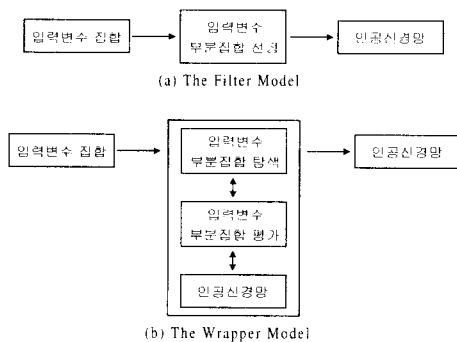 입력변수 집합
입력변수
부분집합 선정
인공신경망
(a) The Filter Model
입력변수 집합
입력변수
부분집합 탐색
입력변수
부분집합 평가
인공신경망
인공신경망
(b) The Wrapper Model